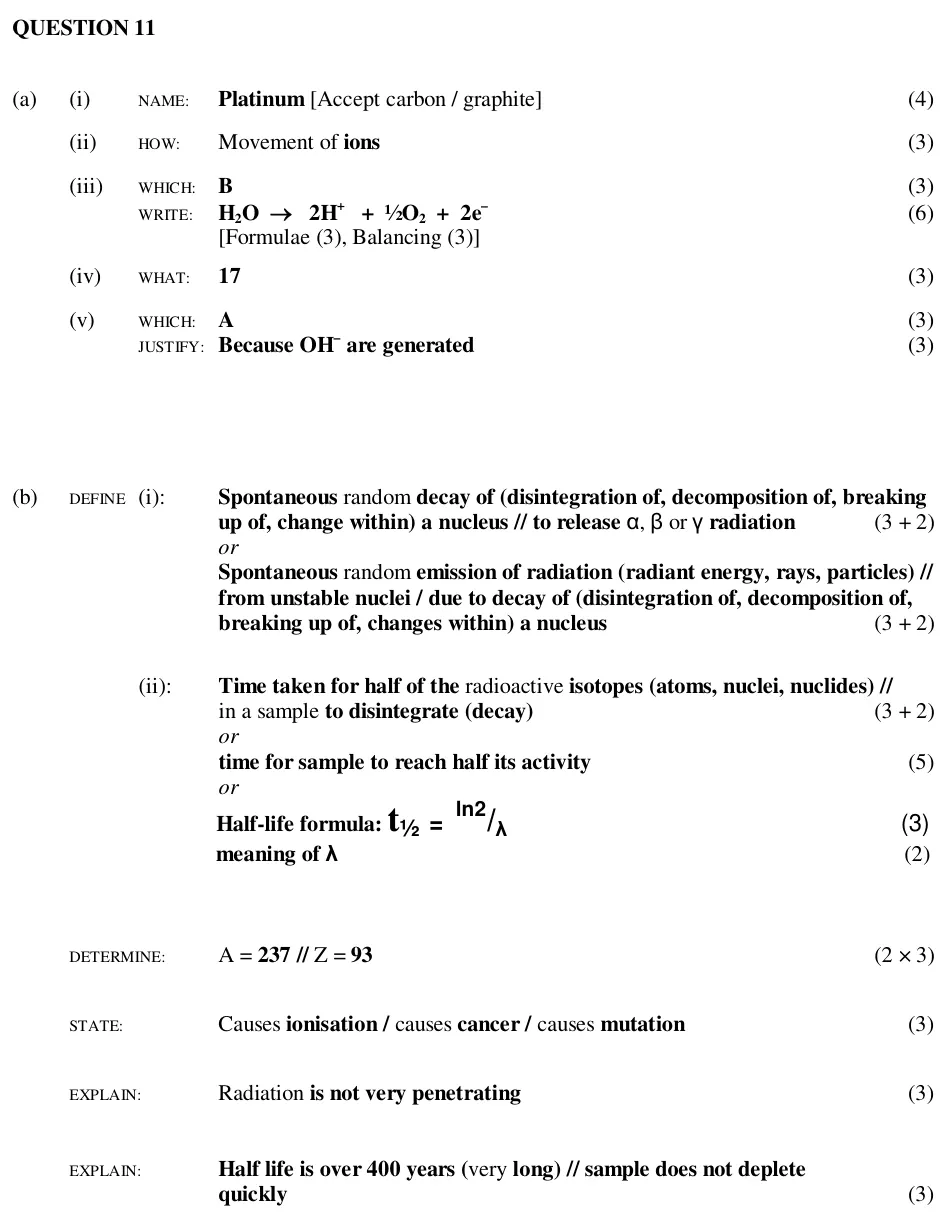 QUESTION 11
(a) (i) NAME: Platinum [Accept carbon / graphite] (4)
(ii) HOW: Movement of ions (3)
(iii) WHICH: B (3)
WRITE: H₂O → 2H⁺ + ½O₂ + 2e⁻ (6)
[Formulae (3), Balancing (3)]
(iv) WHAT: 17 (3)
(v) WHICH: A (3)
JUSTIFY: Because OH⁻ are generated (3)
(b) DEFINE (i): Spontaneous random decay of (disintegration of, decomposition of, breaking
up of, change within) a nucleus // to release α, β or γ radiation (3 + 2)
or
Spontaneous random emission of radiation (radiant energy, rays, particles) //
from unstable nuclei / due to decay of (disintegration of, decomposition of,
breaking up of, changes within) a nucleus (3 + 2)
(ii): Time taken for half of the radioactive isotopes (atoms, nuclei, nuclides) //
in a sample to disintegrate (decay) (3 + 2)
or
time for sample to reach half its activity (5)
or
Half-life formula: t½ = ln2/λ (3)
meaning of λ (2)
DETERMINE: A = 237 // Z = 93 (2 × 3)
STATE: Causes ionisation / causes cancer / causes mutation (3)
EXPLAIN: Radiation is not very penetrating (3)
EXPLAIN: Half life is over 400 years (very long) // sample does not deplete
quickly (3)